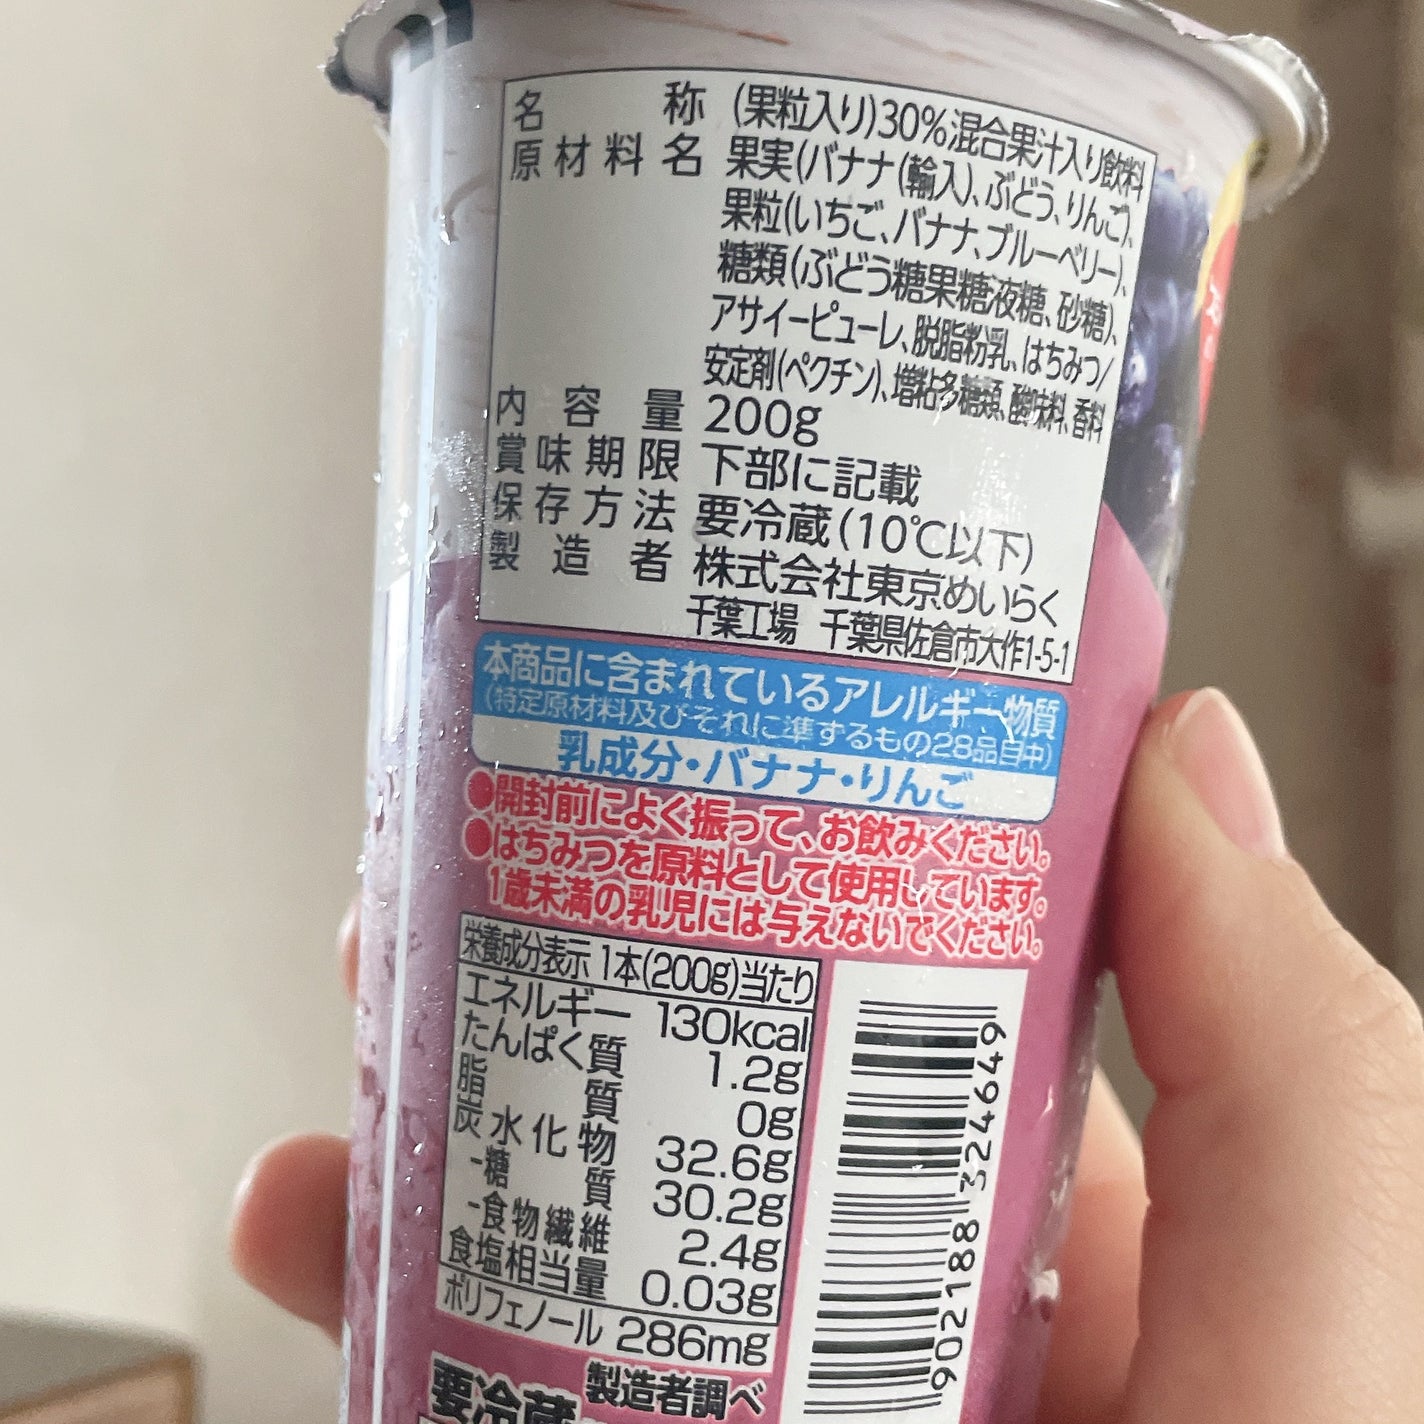 名称 (果粒入り)30%混合果汁入り飲料
原材料名 果実(バナナ(輸入)、ぶどう、りんご)、
果粒(いちご、バナナ、ブルーベリー)、
糖類(ぶどう糖果糖液糖、砂糖)、
アサイーピューレ、脱脂粉乳、はちみつ/
安定剤(ペクチン)、増粘多糖類、酸味料、香料
内容量 200g
賞味期限 下部に記載
保存方法 要冷蔵(10℃以下)
製造者 株式会社東京めいらく
千葉工場 千葉県佐倉市大作1-5-1
本商品に含まれているアレルギー物質
(特定原材料及びそれに準ずるもの28品目中)
乳成分・バナナ・りんご
●開封前によく振って、お飲みください。
●はちみつを原料として使用しています。
1歳未満の乳児には与えないでください。
栄養成分表示 1本(200g)当たり
エネルギー 130kcal
たんぱく質 1.2g
脂質 0g
炭水化物 32.6g
-糖質 30.2g
-食物繊維 2.4g
食塩相当量 0.03g
ポリフェノール 286mg
製造者調べ
要冷蔵
902188 324649